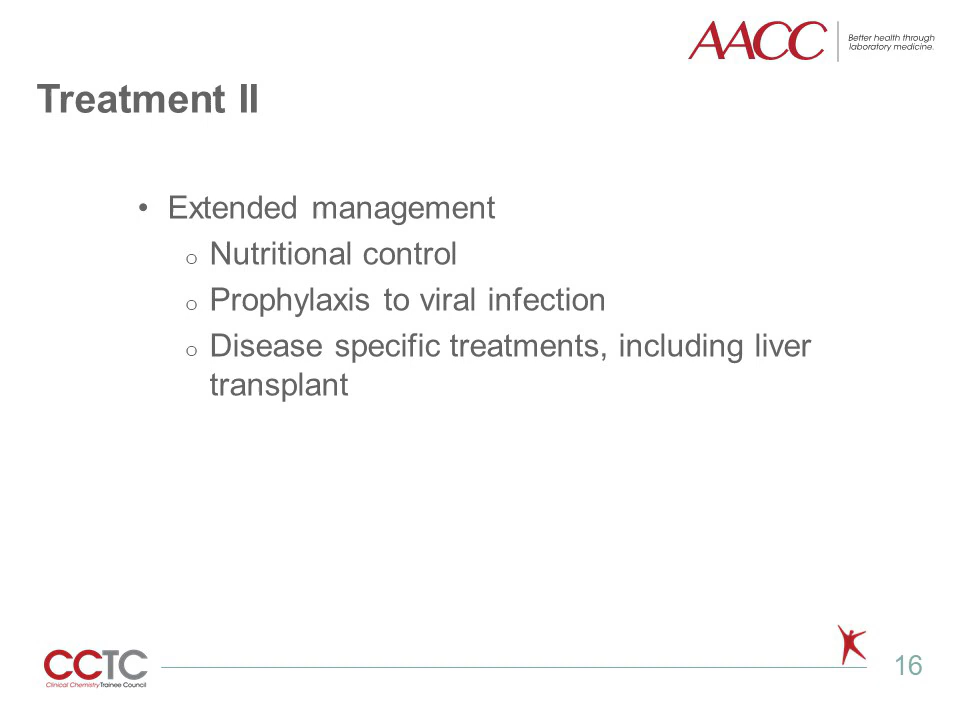 AACC
Better health through
laboratory medicine.
Treatment II
• Extended management
o Nutritional control
o Prophylaxis to viral infection
o Disease specific treatments, including liver
transplant
CCTC
Clinical Chemistry Trainee Council
16